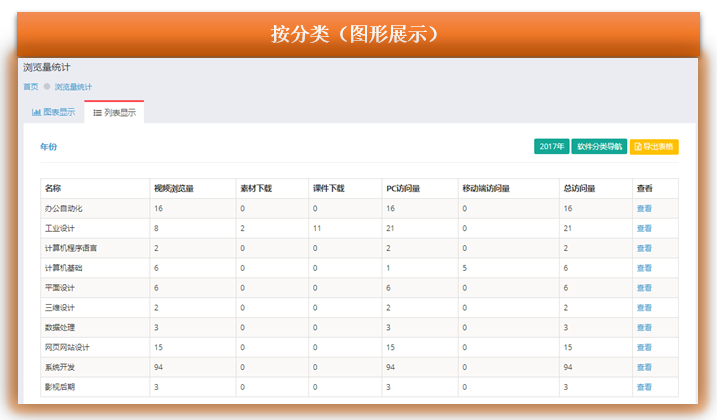 按分类（图形展示）
浏览量统计
首页 浏览量统计
图表显示 列表显示
年份 2017年 软件分类导航 导出表格
名称 视频浏览量 素材下载 课件下载 PC访问量 移动端访问量 总访问量 查看
办公自动化 16 0 0 16 0 16 查看
工业设计 8 2 11 21 0 21 查看
计算机程序语言 2 0 0 2 0 2 查看
计算机基础 6 0 0 1 5 6 查看
平面设计 6 0 0 6 0 6 查看
三维设计 2 0 0 2 0 2 查看
数据处理 3 0 0 3 0 3 查看
网页网站设计 15 0 0 15 0 15 查看
系统开发 94 0 0 94 0 94 查看
影视后期 3 0 0 3 0 3 查看